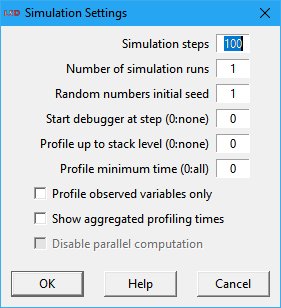 LMD Simulation Settings
Simulation steps 100
Number of simulation runs 1
Random numbers initial seed 1
Start debugger at step (0:none) 0
Profile up to stack level (0:none) 0
Profile minimum time (0:all) 0
Profile observed variables only
Show aggregated profiling times
Disable parallel computation
OK Help Cancel